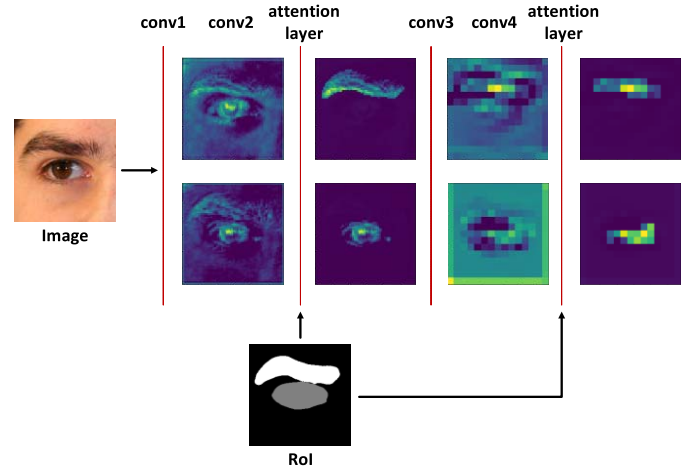 conv1 conv2 attention layer conv3 conv4 attention layer
Image
RoI